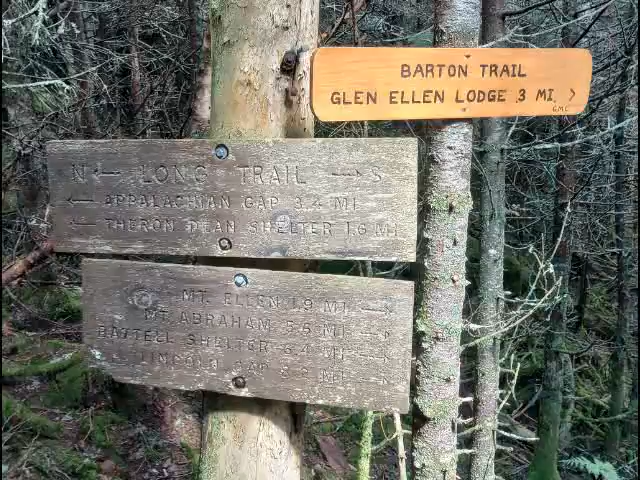 BARTON TRAIL
GLEN ELLEN LODGE .3 MI. >
GMC
N ← LONG TRAIL → S
← APPALACHIAN GAP 3.4 MI
← THERON DEAN SHELTER 1.6 MI
MT. ELLEN 1.9 MI →
MT. ABRAHAM 5.6 MI →
BATTELL SHELTER 6.4 MI →
LINCOLN GAP 8.2 MI →